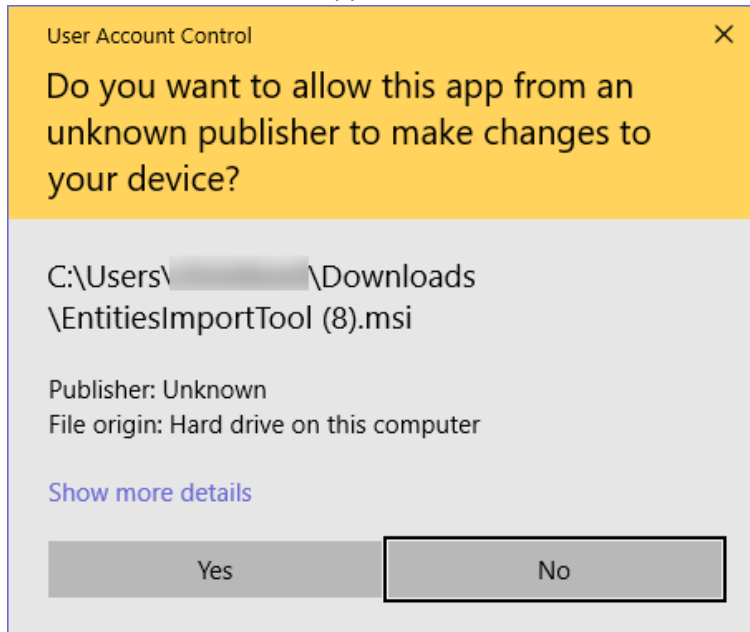 User Account Control
Do you want to allow this app from an
unknown publisher to make changes to
your device?
C:\Users\ \Downloads
\EntitiesImportTool (8).msi
Publisher: Unknown
File origin: Hard drive on this computer
Show more details
Yes
No